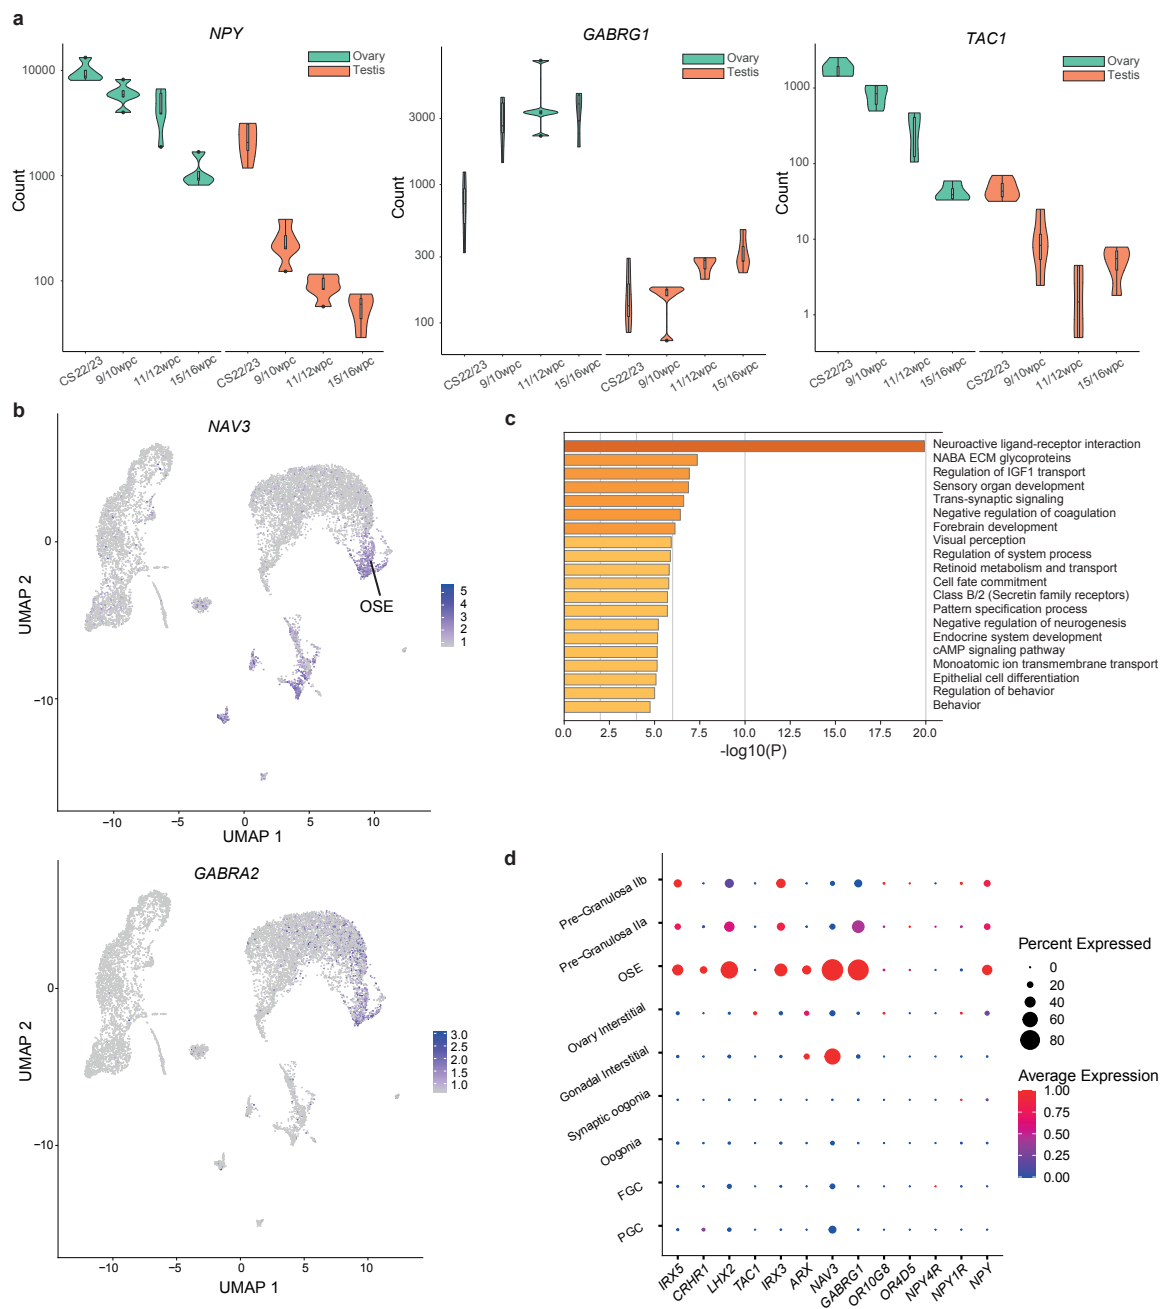 a
NPY
GABRG1
TAC1
Ovary
Testis
Ovary
Testis
Ovary
Testis
Count
10000
1000
100
CS22/23
9/10wpc
11/12wpc
15/16wpc
CS22/23
9/10wpc
11/12wpc
15/16wpc
Count
3000
1000
300
100
CS22/23
9/10wpc
11/12wpc
15/16wpc
CS22/23
9/10wpc
11/12wpc
15/16wpc
Count
1000
100
10
1
CS22/23
9/10wpc
11/12wpc
15/16wpc
CS22/23
9/10wpc
11/12wpc
15/16wpc
b
NAV3
UMAP 2
0
−10
OSE
5
4
3
2
1
−10 −5 0 5 10
UMAP 1
GABRA2
UMAP 2
0
−10
3.0
2.5
2.0
1.5
1.0
−10 −5 0 5 10
UMAP 1
c
Neuroactive ligand-receptor interaction
NABA ECM glycoproteins
Regulation of IGF1 transport
Sensory organ development
Trans-synaptic signaling
Negative regulation of coagulation
Forebrain development
Visual perception
Regulation of system process
Retinoid metabolism and transport
Cell fate commitment
Class B/2 (Secretin family receptors)
Pattern specification process
Negative regulation of neurogenesis
Endocrine system development
cAMP signaling pathway
Monoatomic ion transmembrane transport
Epithelial cell differentiation
Regulation of behavior
Behavior
0.0 2.5 5.0 7.5 10.0 12.5 15.0 17.5 20.0
-log10(P)
d
Pre-Granulosa IIb
Pre-Granulosa IIa
OSE
Ovary Interstitial
Gonadal Interstitial
Synaptic oogonia
Oogonia
FGC
PGC
IRX5
CRHR1
LHX2
TAC1
IRX3
ARX
NAV3
GABRG1
OR10G8
OR4D5
NPY4R
NPY1R
NPY
Percent Expressed
0
20
40
60
80
Average Expression
1.00
0.75
0.50
0.25
0.00